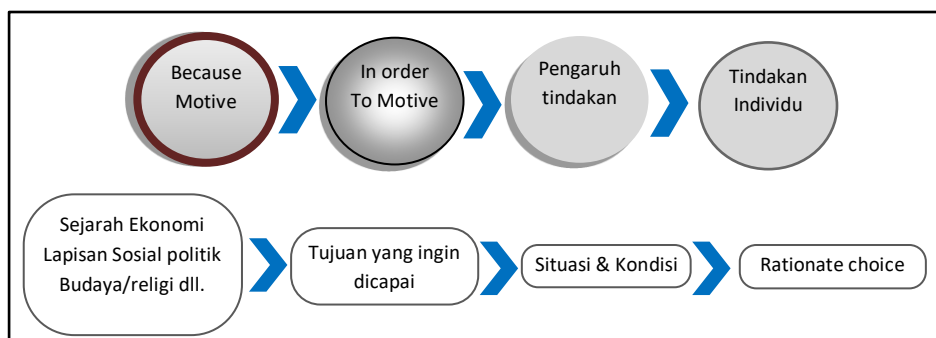 Because
Motive
In order
To Motive
Pengaruh
tindakan
Tindakan
Individu
Sejarah Ekonomi
Lapisan Sosial politik
Budaya/religi dll.
Tujuan yang ingin
dicapai
Situasi & Kondisi
Rationate choice